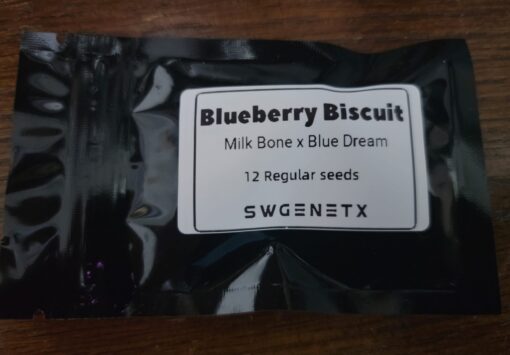 Blueberry Biscuit
Milk Bone x Blue Dream
12 Regular seeds
SWGENETX